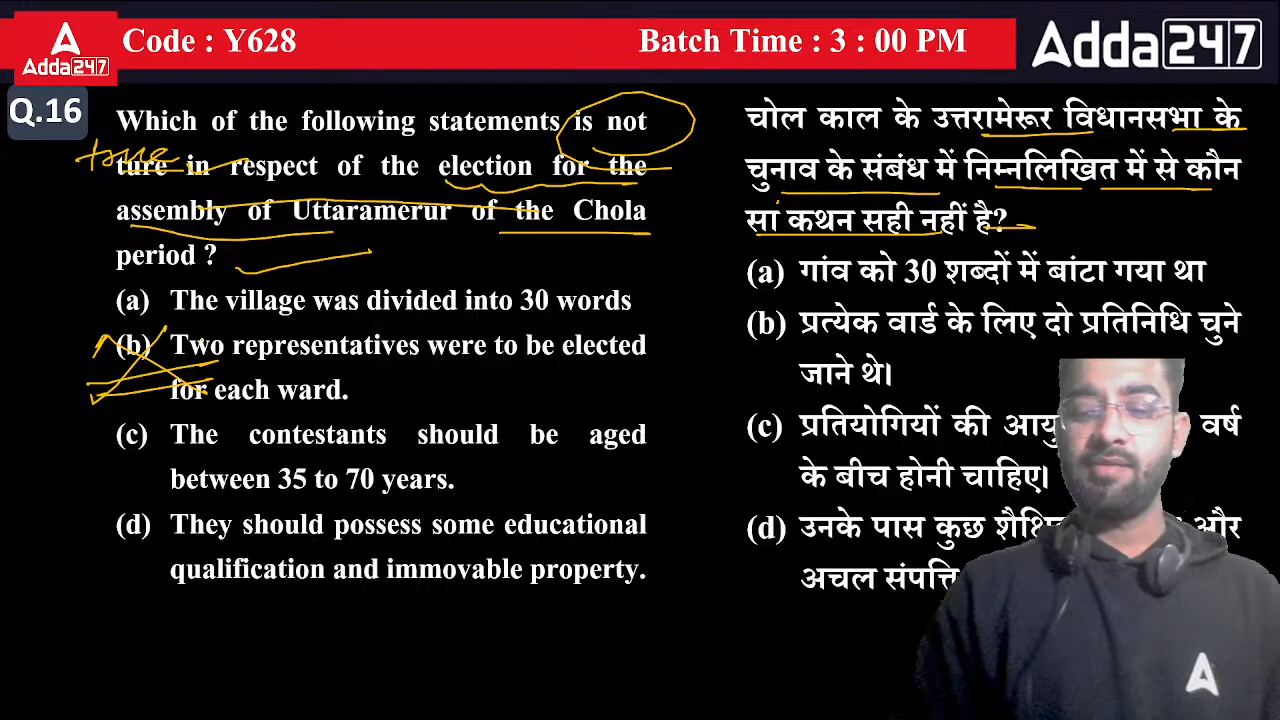 Code : Y628
Batch Time : 3 : 00 PM
Adda247
Adda247
Q.16
Which of the following statements is not
true
ture in respect of the election for the
assembly of Uttaramerur of the Chola
period ?
(a) The village was divided into 30 words
(b) Two representatives were to be elected
for each ward.
(c) The contestants should be aged
between 35 to 70 years.
(d) They should possess some educational
qualification and immovable property.
चोल काल के उत्तरामेरूर विधानसभा के
चुनाव के संबंध में निम्नलिखित में से कौन
सा कथन सही नहीं है?
(a) गांव को 30 शब्दों में बांटा गया था
(b) प्रत्येक वार्ड के लिए दो प्रतिनिधि चुने
जाने थे।
(c) प्रतियोगियों की आयु वर्ष
के बीच होनी चाहिए।
(d) उनके पास कुछ और
अचल संपत्ति